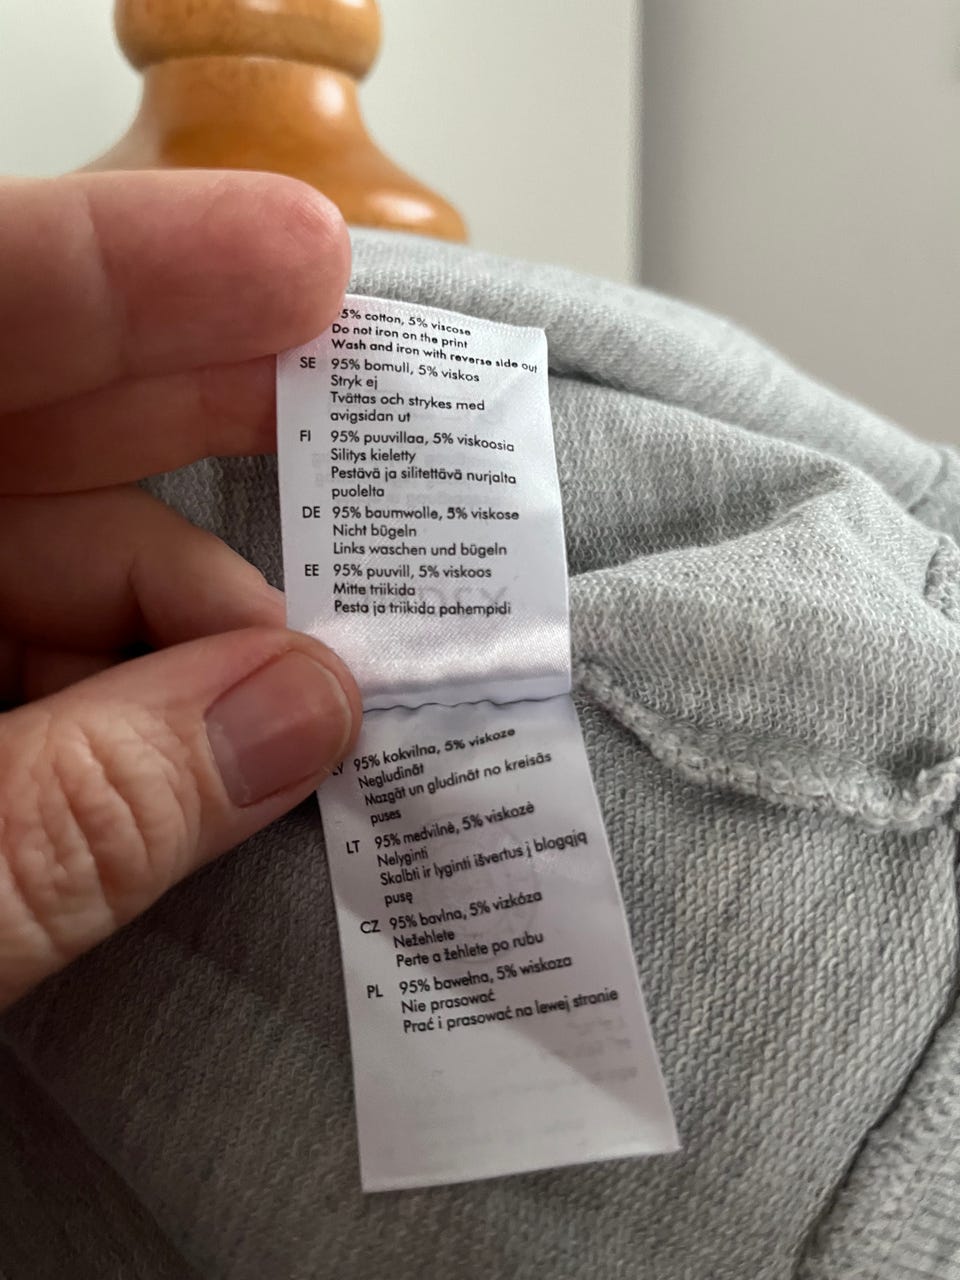 5% cotton, 5% viscose
Do not iron on the print
Wash and iron with reverse side out
SE 95% bomull, 5% viskos
Stryk ej
Tvättas och strykes med
avigsidan ut
FI 95% puuvillaa, 5% viskoosia
Silitys kieletty
Pestävä ja silitettävä nurjalta
puolelta
DE 95% baumwolle, 5% viskose
Nicht bügeln
Links waschen und bügeln
EE 95% puuvill, 5% viskoos
Mitte triikida
Pesta ja triikida pahempidi
LV 95% kokvilna, 5% viskoze
Negludināt
Mazgāt un gludināt no kreisās
puses
LT 95% medvilnė, 5% viskozė
Nelyginti
Skalbti ir lyginti išvertus į blogąją
pusę
CZ 95% bavlna, 5% vizkóza
Nežehlete
Perte a žehlete po rubu
PL 95% bawełna, 5% wiskoza
Nie prasować
Prać i prasować na lewej stronie